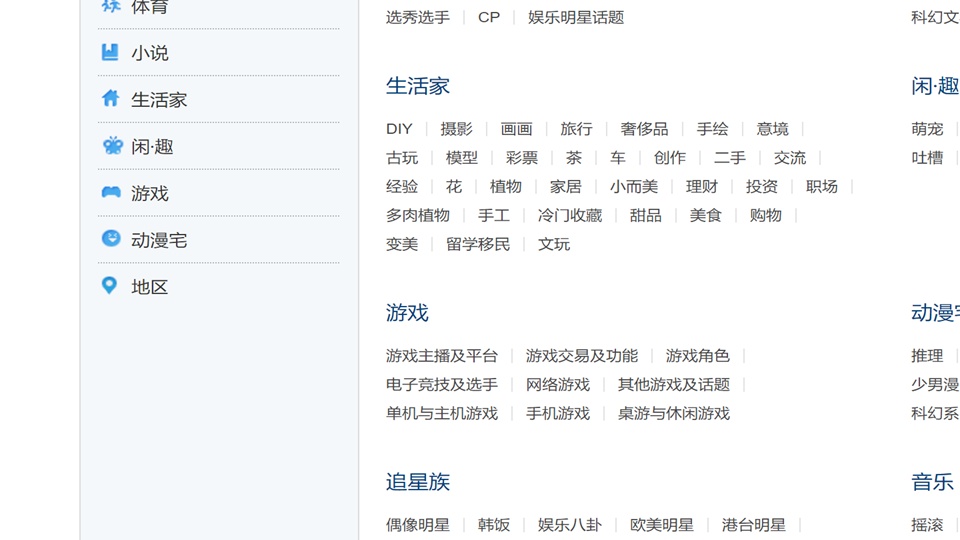 体育
小说
生活家
闲·趣
游戏
动漫宅
地区
选秀选手 | CP | 娱乐明星话题
生活家
DIY | 摄影 | 画画 | 旅行 | 奢侈品 | 手绘 | 意境 |
古玩 | 模型 | 彩票 | 茶 | 车 | 创作 | 二手 | 交流 |
经验 | 花 | 植物 | 家居 | 小而美 | 理财 | 投资 | 职场 |
多肉植物 | 手工 | 冷门收藏 | 甜品 | 美食 | 购物 |
变美 | 留学移民 | 文玩
游戏
游戏主播及平台 | 游戏交易及功能 | 游戏角色 |
电子竞技及选手 | 网络游戏 | 其他游戏及话题 |
单机与主机游戏 | 手机游戏 | 桌游与休闲游戏
追星族
偶像明星 | 韩饭 | 娱乐八卦 | 欧美明星 | 港台明星 |
科幻文
闲·趣
萌宠 |
吐槽 |
动漫宅
推理 |
少男漫
科幻系
音乐
摇滚 |